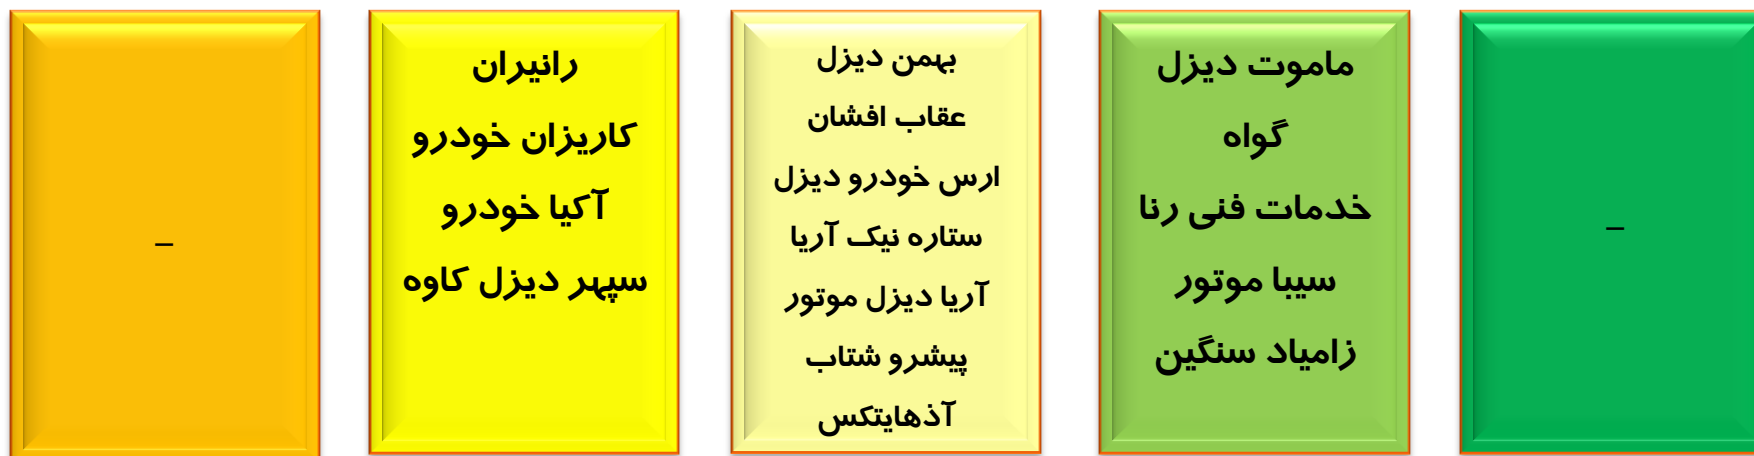 –
ماموت دیزل
گواه
خدمات فنی رنا
سیبا موتور
زامیاد سنگین
بهمن دیزل
عقاب افشان
ارس خودرو دیزل
ستاره نیک آریا
آریا دیزل موتور
پیشرو شتاب
آذهایتکس
رانیران
کاریزان خودرو
آکیا خودرو
سپهر دیزل کاوه
–